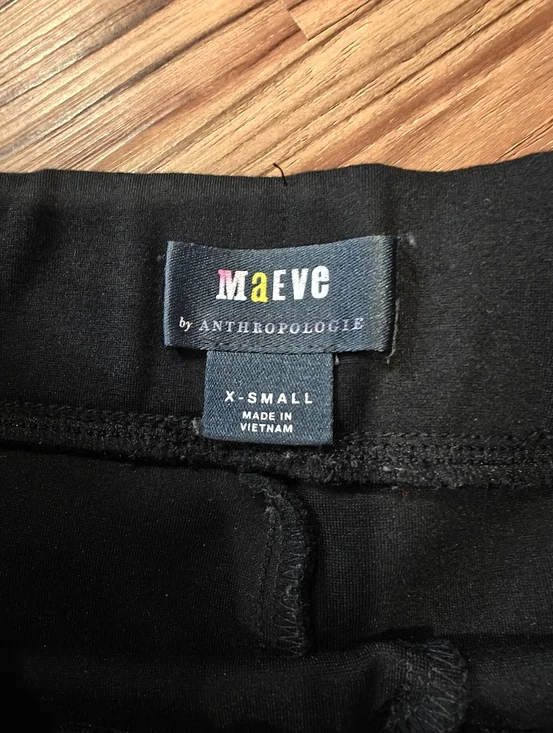 MaEVe
by ANTHROPOLOGIE
X-SMALL
MADE IN
VIETNAM